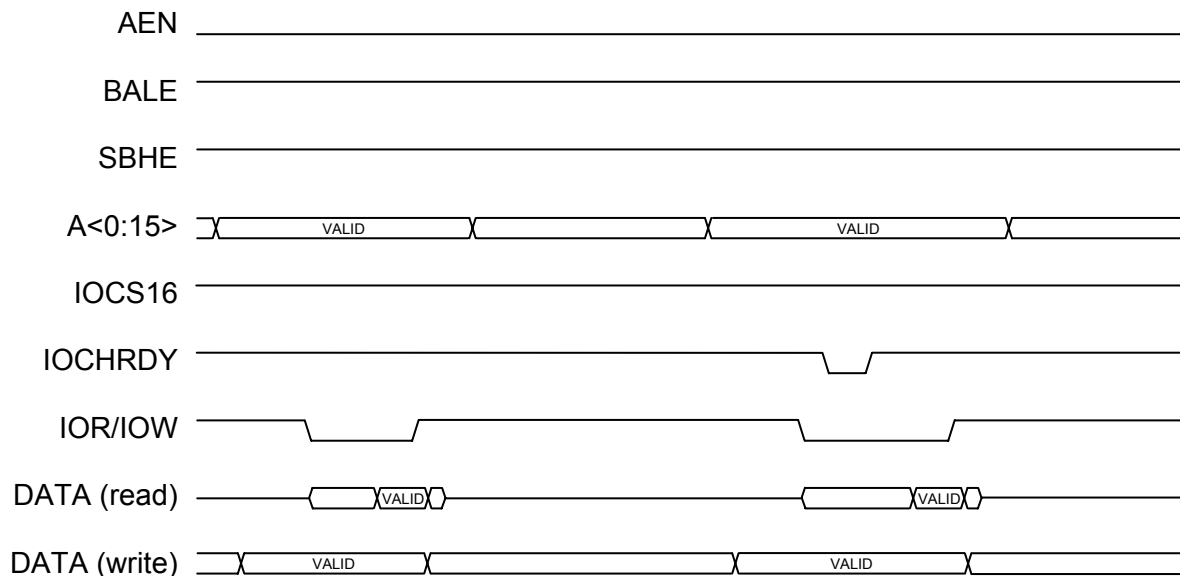 AEN
BALE
SBHE
A<0:15> VALID VALID
IOCS16
IOCHRDY
IOR/IOW
DATA (read) VALID VALID
DATA (write) VALID VALID